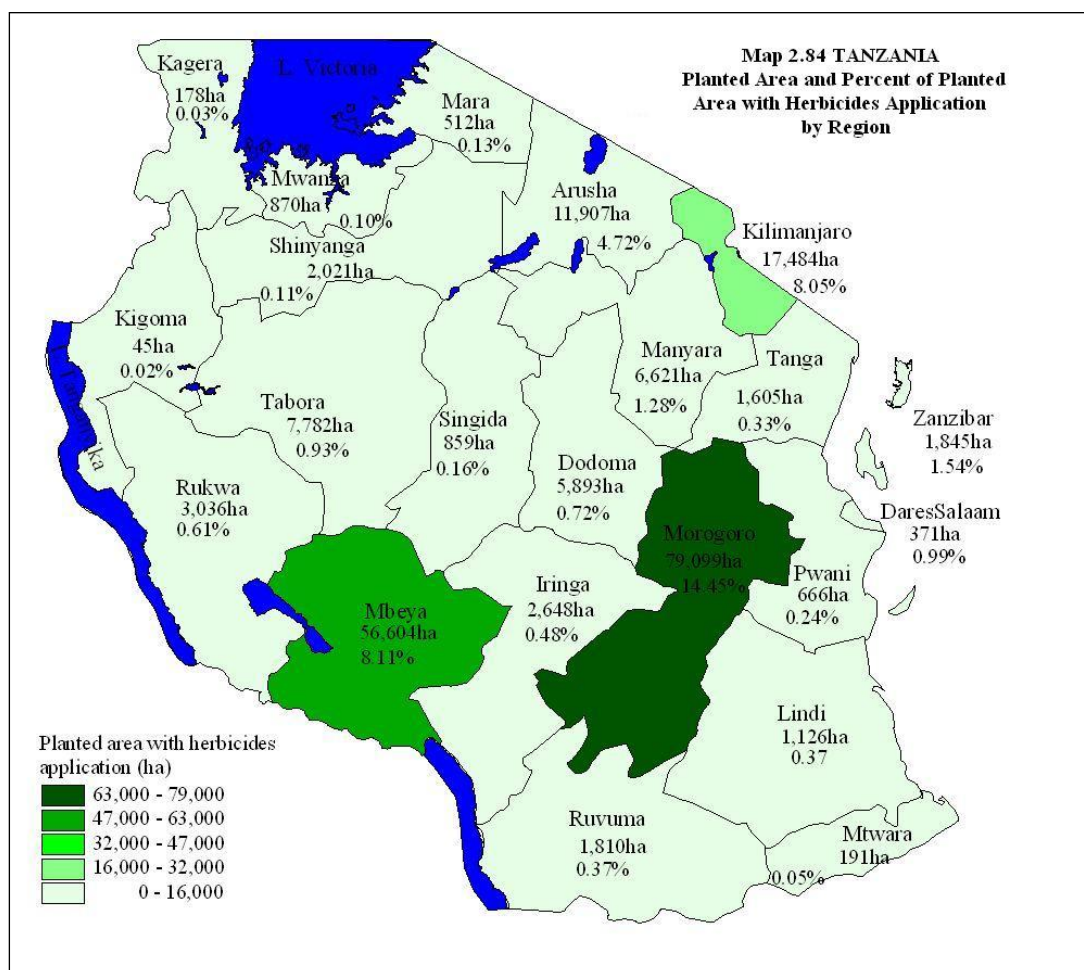 Map 2.84 TANZANIA
Planted Area and Percent of Planted
Area with Herbicides Application
by Region
Kagera
178ha
0.03%
L. Victoria
Mara
512ha
0.13%
Mwanza
870ha
0.10%
Arusha
11,907ha
4.72%
Kilimanjaro
17,484ha
8.05%
Shinyanga
2,021ha
0.11%
Kigoma
45ha
0.02%
Manyara
6,621ha
1.28%
Tanga
1,605ha
0.33%
Tabora
7,782ha
0.93%
Singida
859ha
0.16%
Zanzibar
1,845ha
1.54%
Dodoma
5,893ha
0.72%
Rukwa
3,036ha
0.61%
DaresSalaam
371ha
0.99%
Morogoro
79,099ha
14.45%
Pwani
666ha
0.24%
Iringa
2,648ha
0.48%
Mbeya
56,604ha
8.11%
Lindi
1,126ha
0.37
Ruvuma
1,810ha
0.37%
Mtwara
191ha
0.05%
Planted area with herbicides
application (ha)
63,000 - 79,000
47,000 - 63,000
32,000 - 47,000
16,000 - 32,000
0 - 16,000